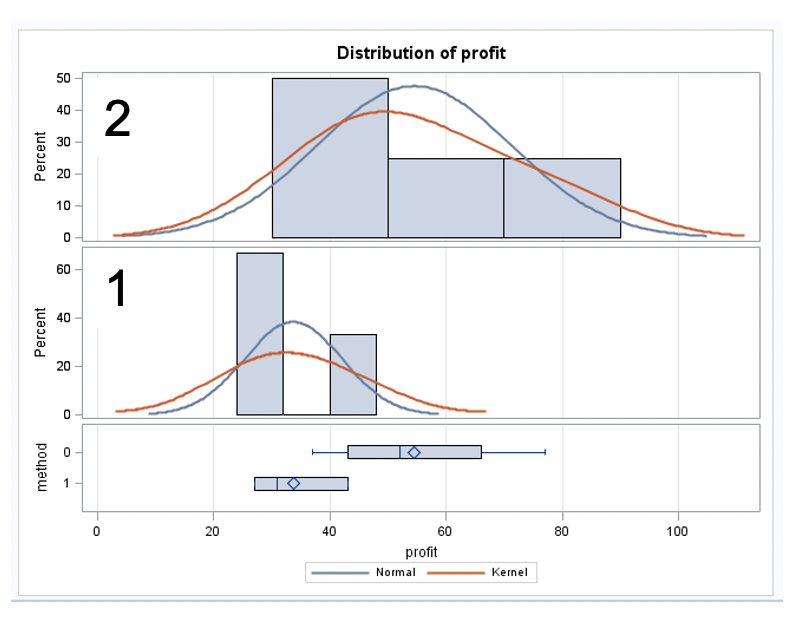 Distribution of profit
50
40
30
20
10
0
Percent
2
60
40
20
0
Percent
1
method
0
1
0 20 40 60 80 100
profit
Normal Kernel